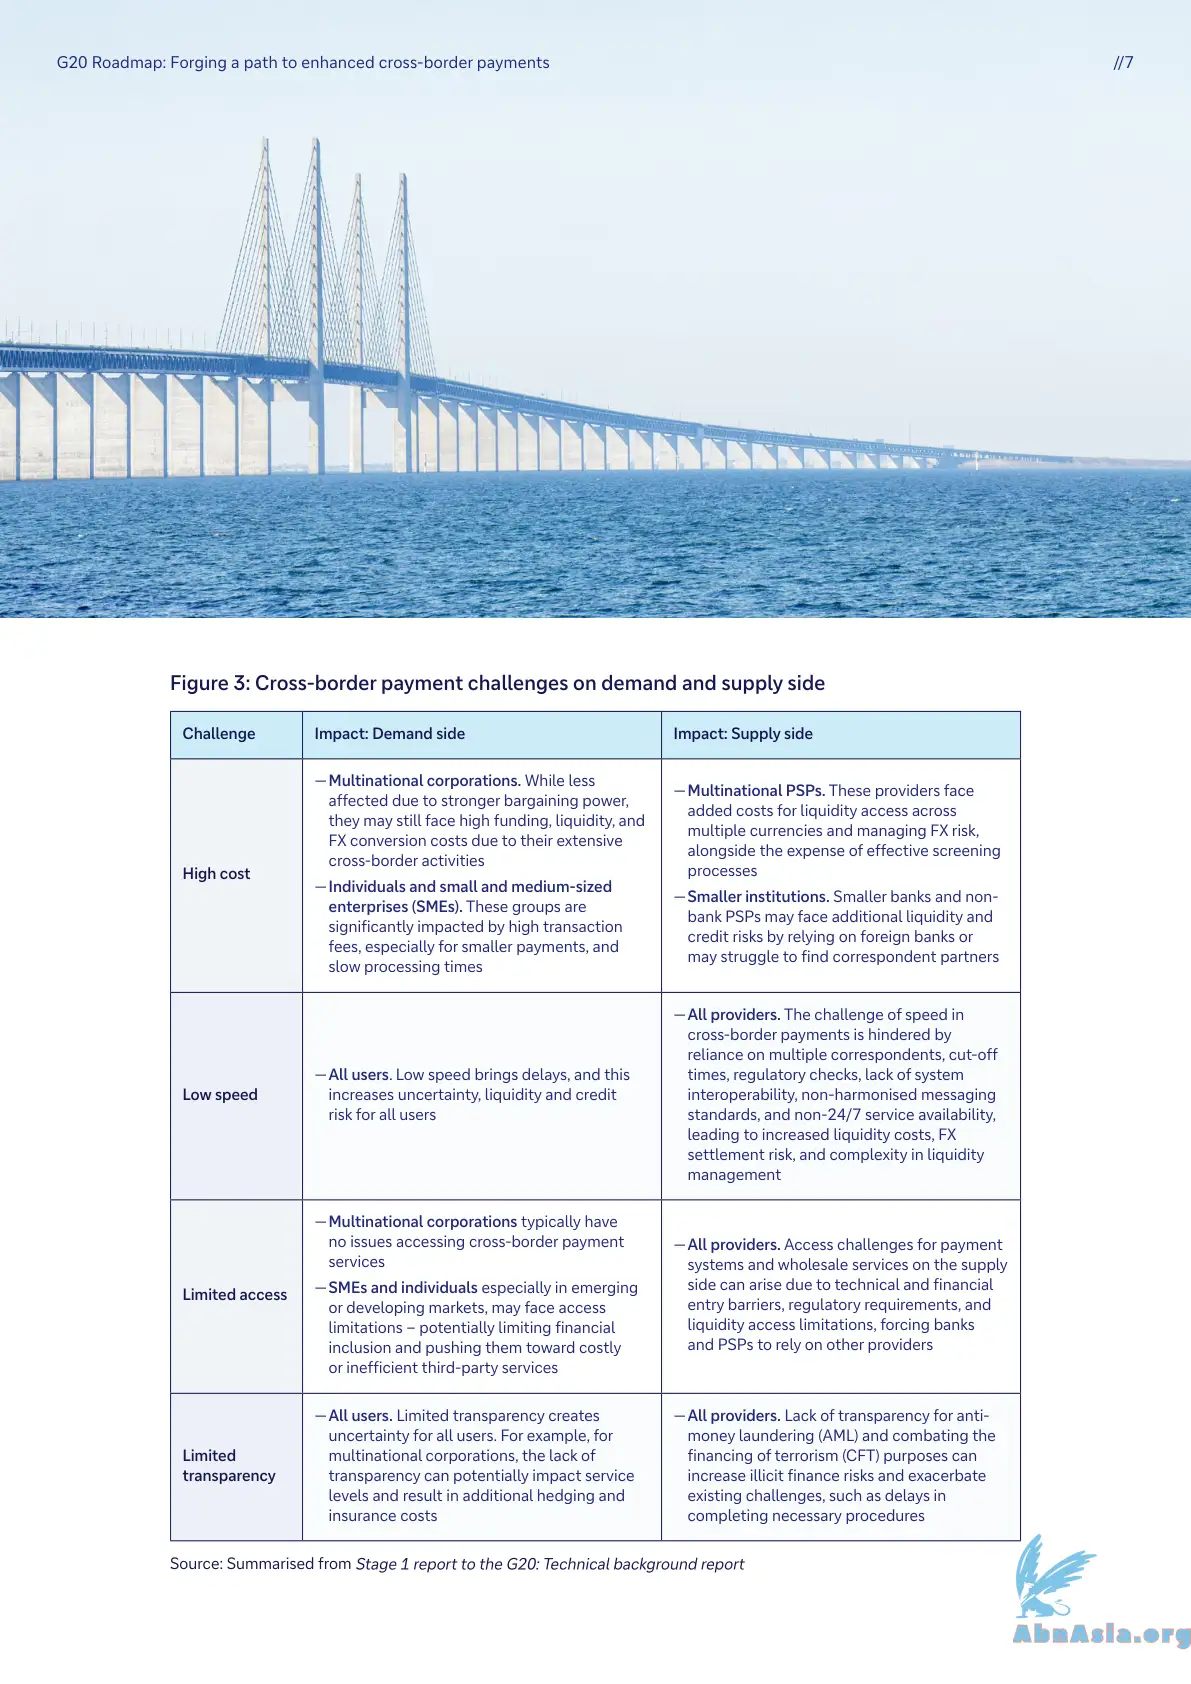 G20 Roadmap: Forging a path to enhanced cross-border payments
//7
Figure 3: Cross-border payment challenges on demand and supply side
Challenge
Impact: Demand side
Impact: Supply side
High cost
— Multinational corporations. While less
affected due to stronger bargaining power,
they may still face high funding, liquidity, and
FX conversion costs due to their extensive
cross-border activities
— Individuals and small and medium-sized
enterprises (SMEs). These groups are
significantly impacted by high transaction
fees, especially for smaller payments, and
slow processing times
— Multinational PSPs. These providers face
added costs for liquidity access across
multiple currencies and managing FX risk,
alongside the expense of effective screening
processes
— Smaller institutions. Smaller banks and non-
bank PSPs may face additional liquidity and
credit risks by relying on foreign banks or
may struggle to find correspondent partners
Low speed
— All users. Low speed brings delays, and this
increases uncertainty, liquidity and credit
risk for all users
— All providers. The challenge of speed in
cross-border payments is hindered by
reliance on multiple correspondents, cut-off
times, regulatory checks, lack of system
interoperability, non-harmonised messaging
standards, and non-24/7 service availability,
leading to increased liquidity costs, FX
settlement risk, and complexity in liquidity
management
Limited access
— Multinational corporations typically have
no issues accessing cross-border payment
services
— SMEs and individuals especially in emerging
or developing markets, may face access
limitations – potentially limiting financial
inclusion and pushing them toward costly
or inefficient third-party services
— All providers. Access challenges for payment
systems and wholesale services on the supply
side can arise due to technical and financial
entry barriers, regulatory requirements, and
liquidity access limitations, forcing banks
and PSPs to rely on other providers
Limited
transparency
— All users. Limited transparency creates
uncertainty for all users. For example, for
multinational corporations, the lack of
transparency can potentially impact service
levels and result in additional hedging and
insurance costs
— All providers. Lack of transparency for anti-
money laundering (AML) and combating the
financing of terrorism (CFT) purposes can
increase illicit finance risks and exacerbate
existing challenges, such as delays in
completing necessary procedures
Source: Summarised from Stage 1 report to the G20: Technical background report
AbnAsia.org